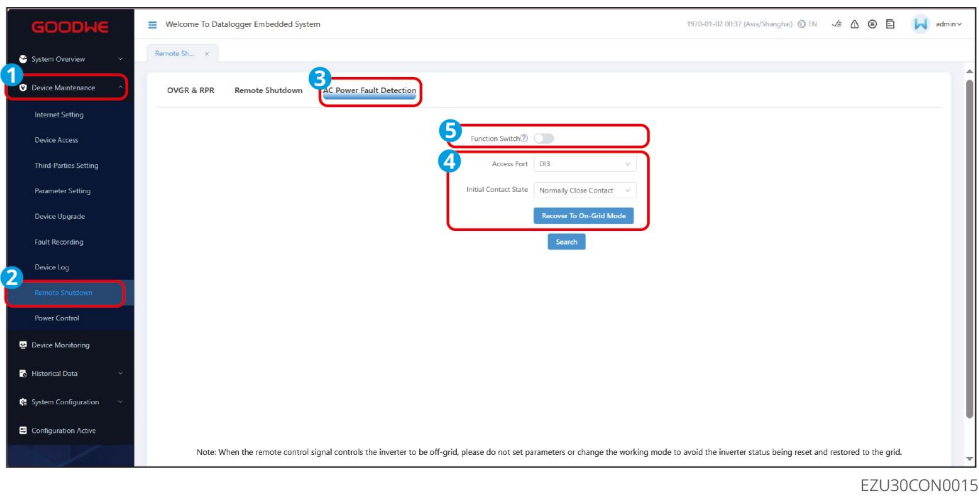 GOODWE
Welcome To Datalogger Embedded System
1970-01-02 00:37 (Asia/Shanghai) EN
admin
System Overview
Remote Sh... ×
1
Device Maintenance
3
OVGR & RPR Remote Shutdown AC Power Fault Detection
Internet Setting
5
Function Switch ?
Device Access
4
Access Port DI3
Third-Parties Setting
Initial Contact State Normally Close Contact
Parameter Setting
Recover To On-Grid Mode
Device Upgrade
Search
Fault Recording
Device Log
2
Remote Shutdown
Power Control
Device Monitoring
Historical Data
System Configuration
Configuration Active
Note: When the remote control signal controls the inverter to be off-grid, please do not set parameters or change the working mode to avoid the inverter status being reset and restored to the grid.
EZU30CON0015